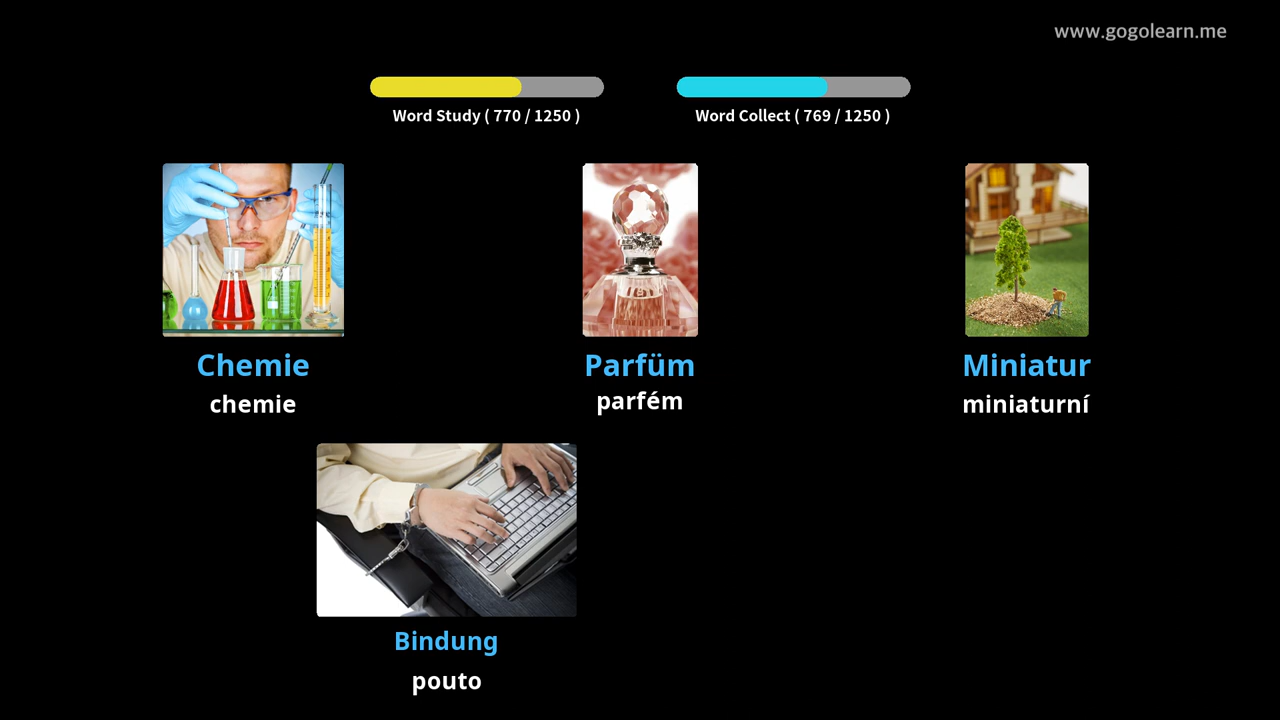 www.gogolearn.me
Word Study ( 770 / 1250 )
Word Collect ( 769 / 1250 )
Chemie
chemie
Parfüm
parfém
Miniatur
miniaturní
Bindung
pouto